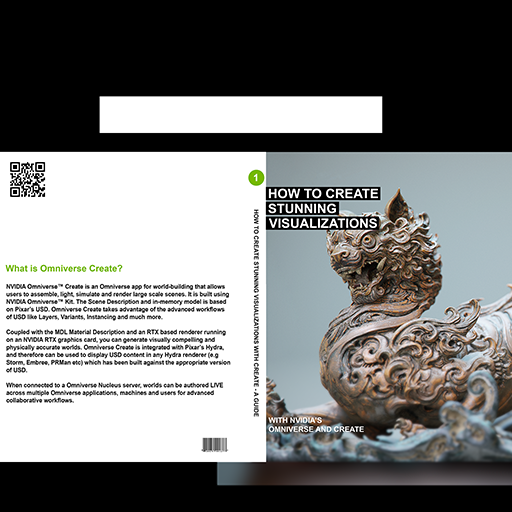 1
HOW TO CREATE
STUNNING
VISUALIZATIONS
HOW TO CREATE STUNNING VISUALIZATIONS WITH CREATE - A GUIDE
What is Omniverse Create?
NVIDIA Omniverse™ Create is an Omniverse app for world-building that allows
users to assemble, light, simulate and render large scale scenes. It is built using
NVIDIA Omniverse™ Kit. The Scene Description and in-memory model is based
on Pixar's USD. Omniverse Create takes advantage of the advanced workflows
of USD like Layers, Variants, Instancing and much more.
Coupled with the MDL Material Description and an RTX based renderer running
on an NVIDIA RTX graphics card, you can generate visually compelling and
physically accurate worlds. Omniverse Create is integrated with Pixar's Hydra,
and therefore can be used to display USD content in any Hydra renderer (e.g
Storm, Embree, PRMan etc) which has been built against the appropriate version
of USD.
When connected to a Omniverse Nucleus server, worlds can be authored LIVE
across multiple Omniverse applications, machines and users for advanced
collaborative workflows.
WITH NVIDIA'S
OMNIVERSE AND CREATE